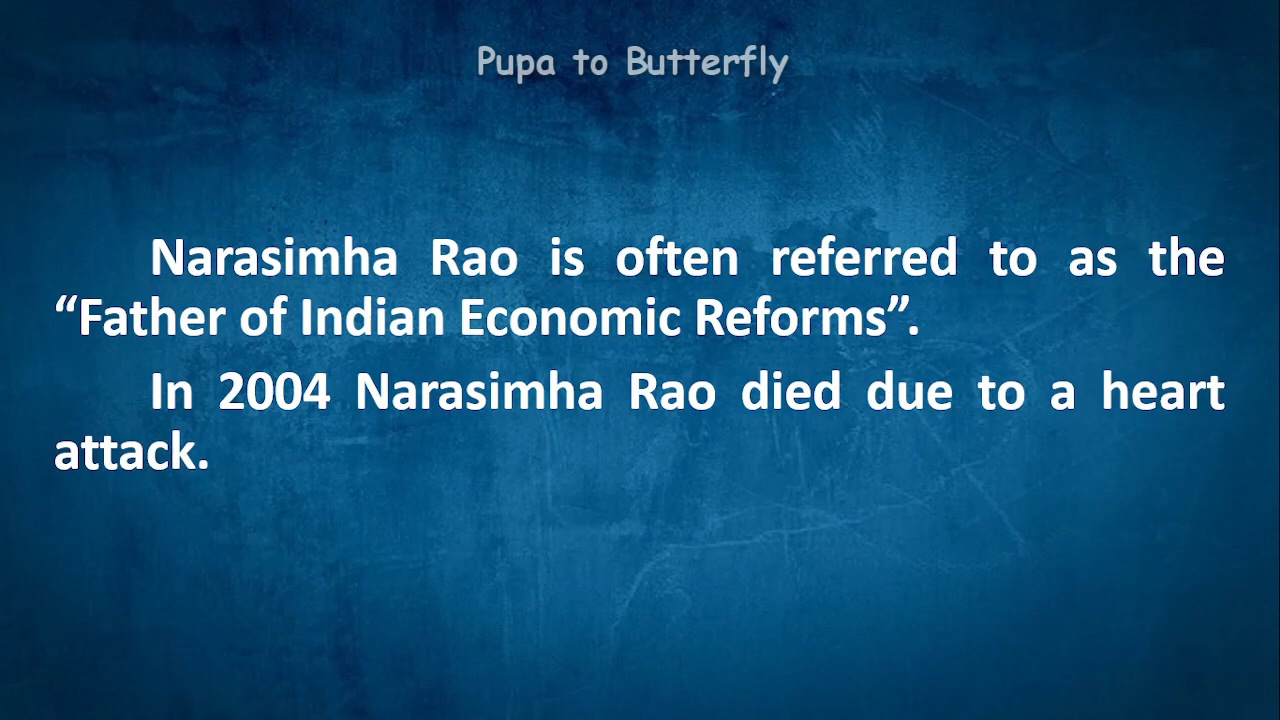 Pupa to Butterfly
Narasimha Rao is often referred to as the
“Father of Indian Economic Reforms”.
In 2004 Narasimha Rao died due to a heart
attack.